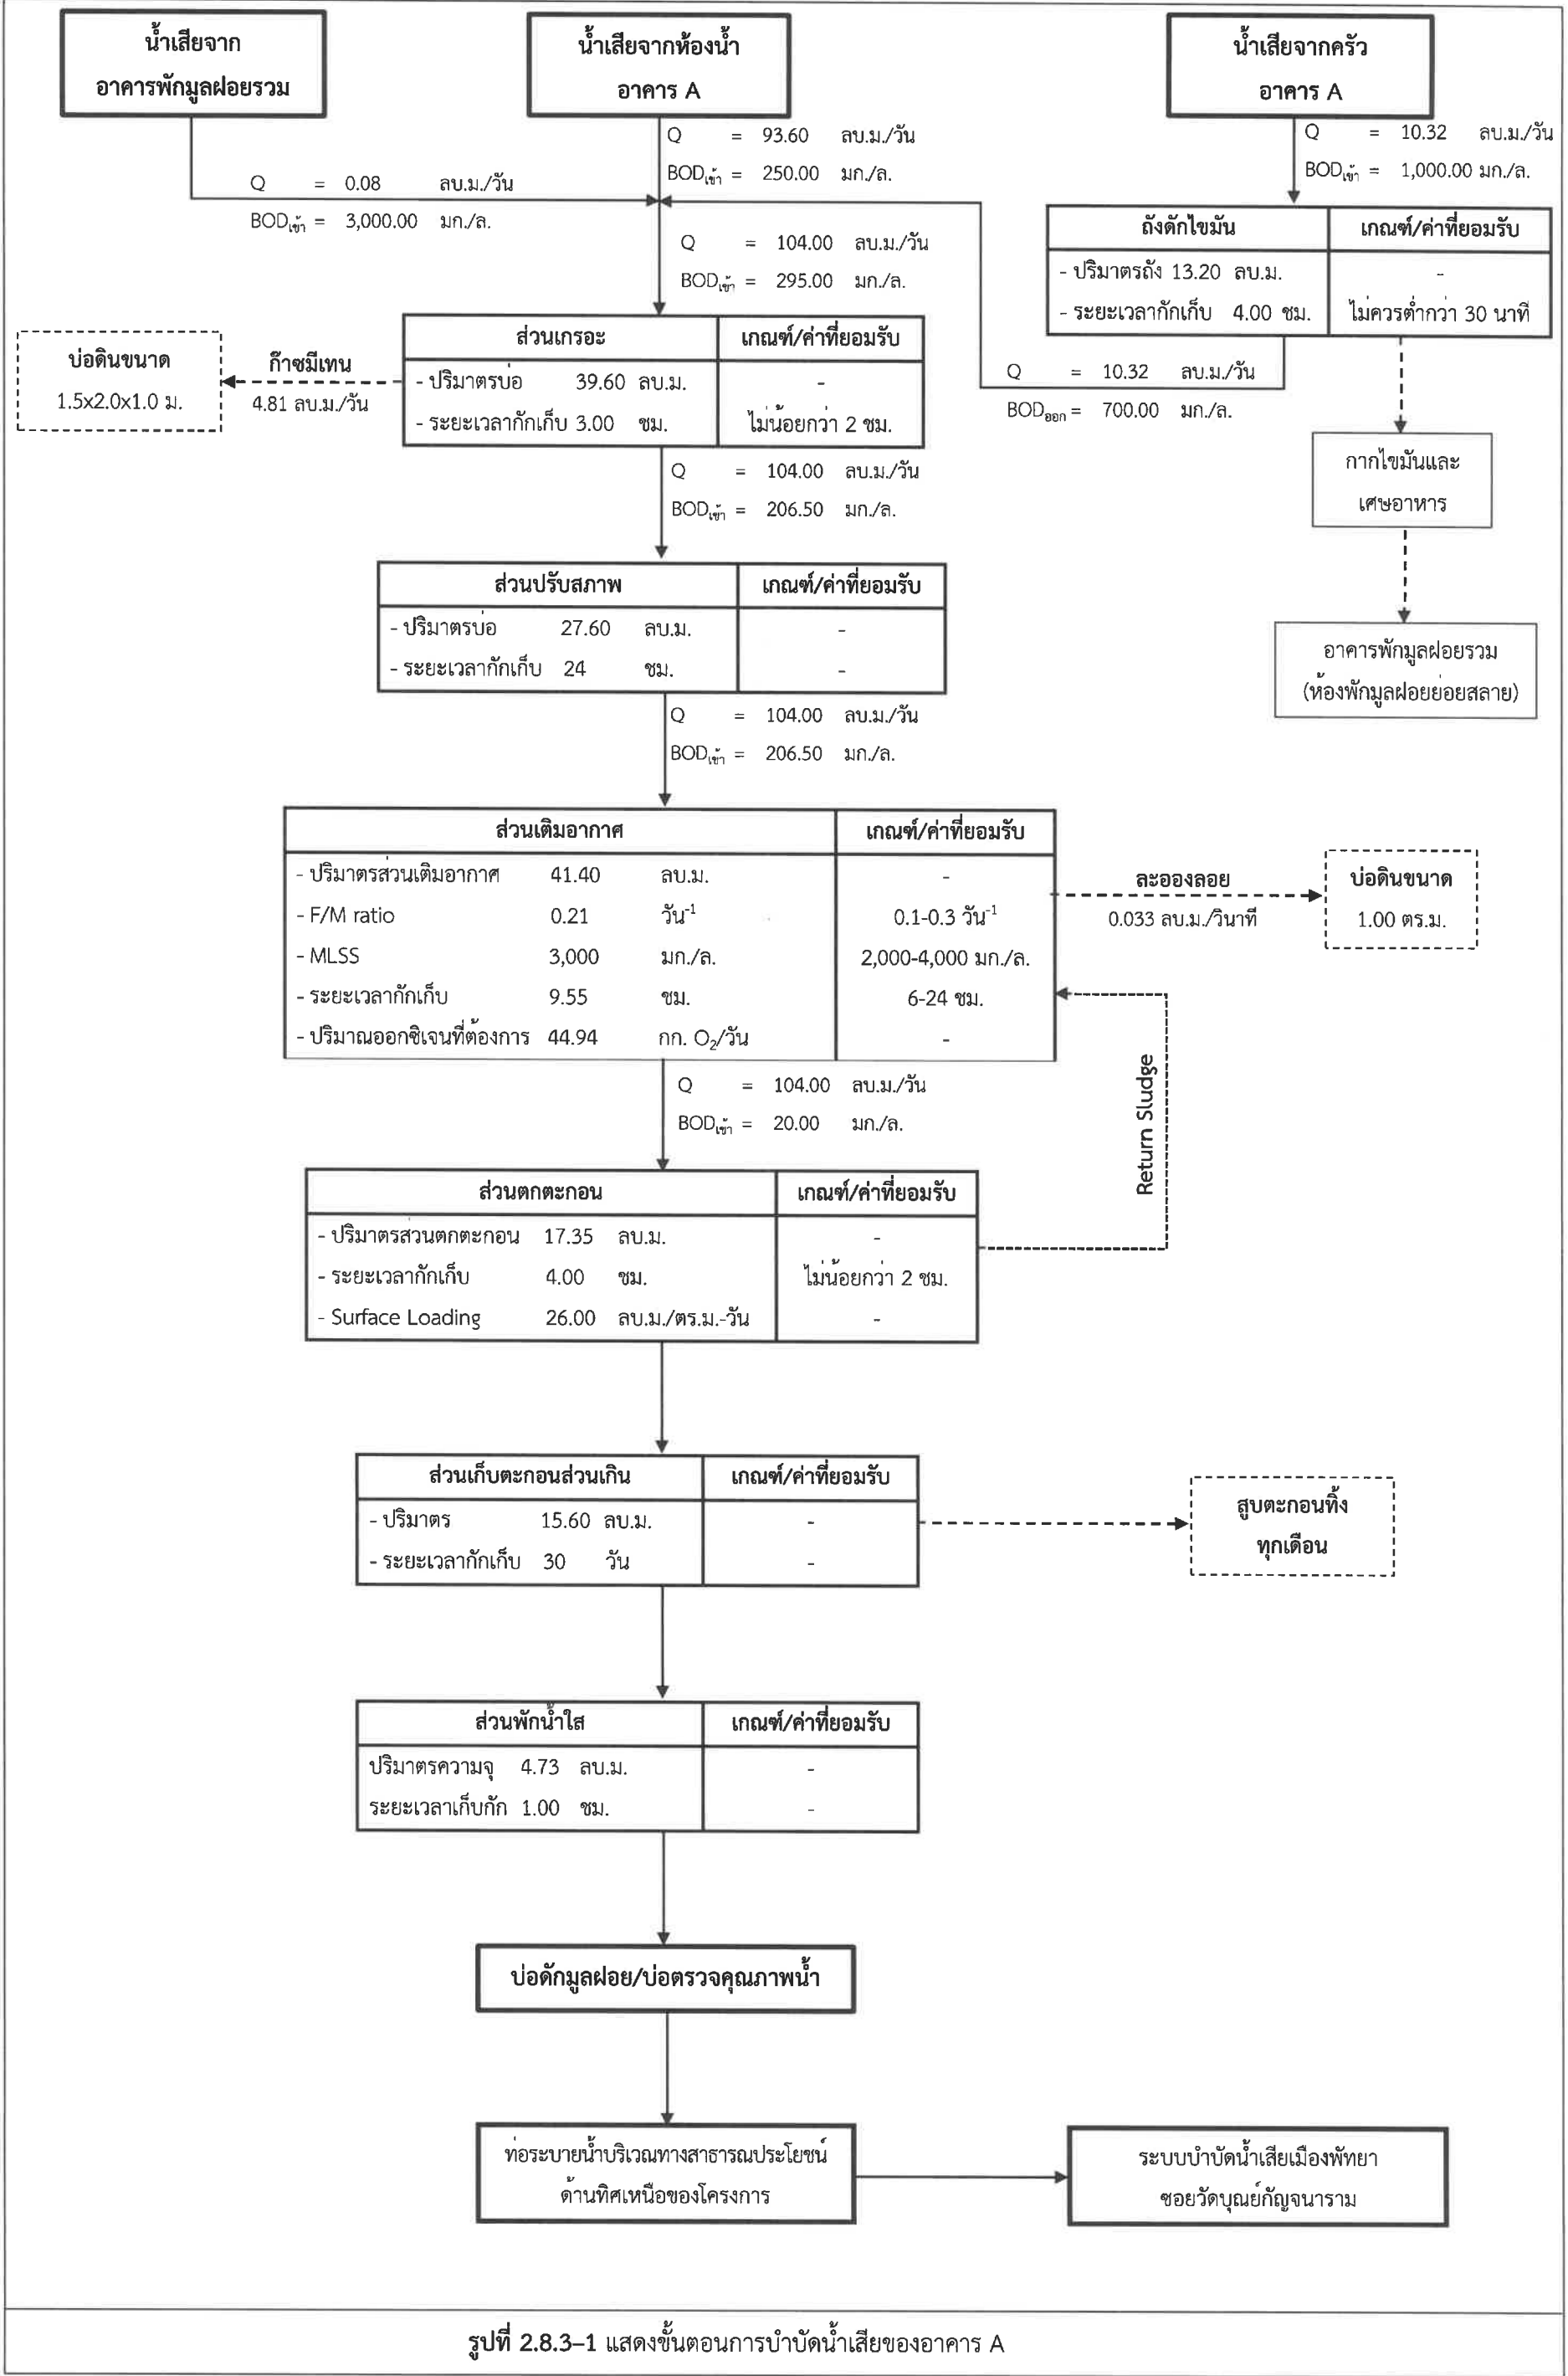 น้ำเสียจาก
อาคารพักมูลฝอยรวม
น้ำเสียจากห้องน้ำ
อาคาร A
น้ำเสียจากครัว
อาคาร A
Q = 93.60 ลบ.ม./วัน
BODเข้า = 250.00 มก./ล.
Q = 10.32 ลบ.ม./วัน
BODเข้า = 1,000.00 มก./ล.
Q = 0.08 ลบ.ม./วัน
BODเข้า = 3,000.00 มก./ล.
Q = 104.00 ลบ.ม./วัน
BODเข้า = 295.00 มก./ล.
ถังดักไขมัน เกณฑ์/ค่าที่ยอมรับ
- ปริมาตรถัง 13.20 ลบ.ม. -
- ระยะเวลากักเก็บ 4.00 ชม. ไม่ควรต่ำกว่า 30 นาที
บ่อดินขนาด
1.5x2.0x1.0 ม.
ก๊าซมีเทน
4.81 ลบ.ม./วัน
ส่วนเกรอะ เกณฑ์/ค่าที่ยอมรับ
- ปริมาตรบ่อ 39.60 ลบ.ม. -
- ระยะเวลากักเก็บ 3.00 ชม. ไม่น้อยกว่า 2 ชม.
Q = 10.32 ลบ.ม./วัน
BODออก = 700.00 มก./ล.
กากไขมันและ
เศษอาหาร
Q = 104.00 ลบ.ม./วัน
BODเข้า = 206.50 มก./ล.
ส่วนปรับสภาพ เกณฑ์/ค่าที่ยอมรับ
- ปริมาตรบ่อ 27.60 ลบ.ม. -
- ระยะเวลากักเก็บ 24 ชม. -
อาคารพักมูลฝอยรวม
(ห้องพักมูลฝอยย่อยสลาย)
Q = 104.00 ลบ.ม./วัน
BODเข้า = 206.50 มก./ล.
ส่วนเติมอากาศ เกณฑ์/ค่าที่ยอมรับ
- ปริมาตรส่วนเติมอากาศ 41.40 ลบ.ม. -
- F/M ratio 0.21 วัน⁻¹ 0.1-0.3 วัน⁻¹
- MLSS 3,000 มก./ล. 2,000-4,000 มก./ล.
- ระยะเวลากักเก็บ 9.55 ชม. 6-24 ชม.
- ปริมาณออกซิเจนที่ต้องการ 44.94 กก. O₂/วัน -
ละอองลอย
0.033 ลบ.ม./วินาที
บ่อดินขนาด
1.00 ตร.ม.
Return Sludge
Q = 104.00 ลบ.ม./วัน
BODเข้า = 20.00 มก./ล.
ส่วนตกตะกอน เกณฑ์/ค่าที่ยอมรับ
- ปริมาตรส่วนตกตะกอน 17.35 ลบ.ม. -
- ระยะเวลากักเก็บ 4.00 ชม. ไม่น้อยกว่า 2 ชม.
- Surface Loading 26.00 ลบ.ม./ตร.ม.-วัน -
ส่วนเก็บตะกอนส่วนเกิน เกณฑ์/ค่าที่ยอมรับ
- ปริมาตร 15.60 ลบ.ม. -
- ระยะเวลากักเก็บ 30 วัน -
สูบตะกอนทิ้ง
ทุกเดือน
ส่วนพักน้ำใส เกณฑ์/ค่าที่ยอมรับ
ปริมาตรความจุ 4.73 ลบ.ม. -
ระยะเวลาเก็บกัก 1.00 ชม. -
บ่อดักมูลฝอย/บ่อตรวจคุณภาพน้ำ
ท่อระบายน้ำบริเวณทางสาธารณประโยชน์
ด้านทิศเหนือของโครงการ
ระบบบำบัดน้ำเสียเมืองพัทยา
ซอยวัดบุณย์กัญจนาราม
รูปที่ 2.8.3–1 แสดงขั้นตอนการบำบัดน้ำเสียของอาคาร A